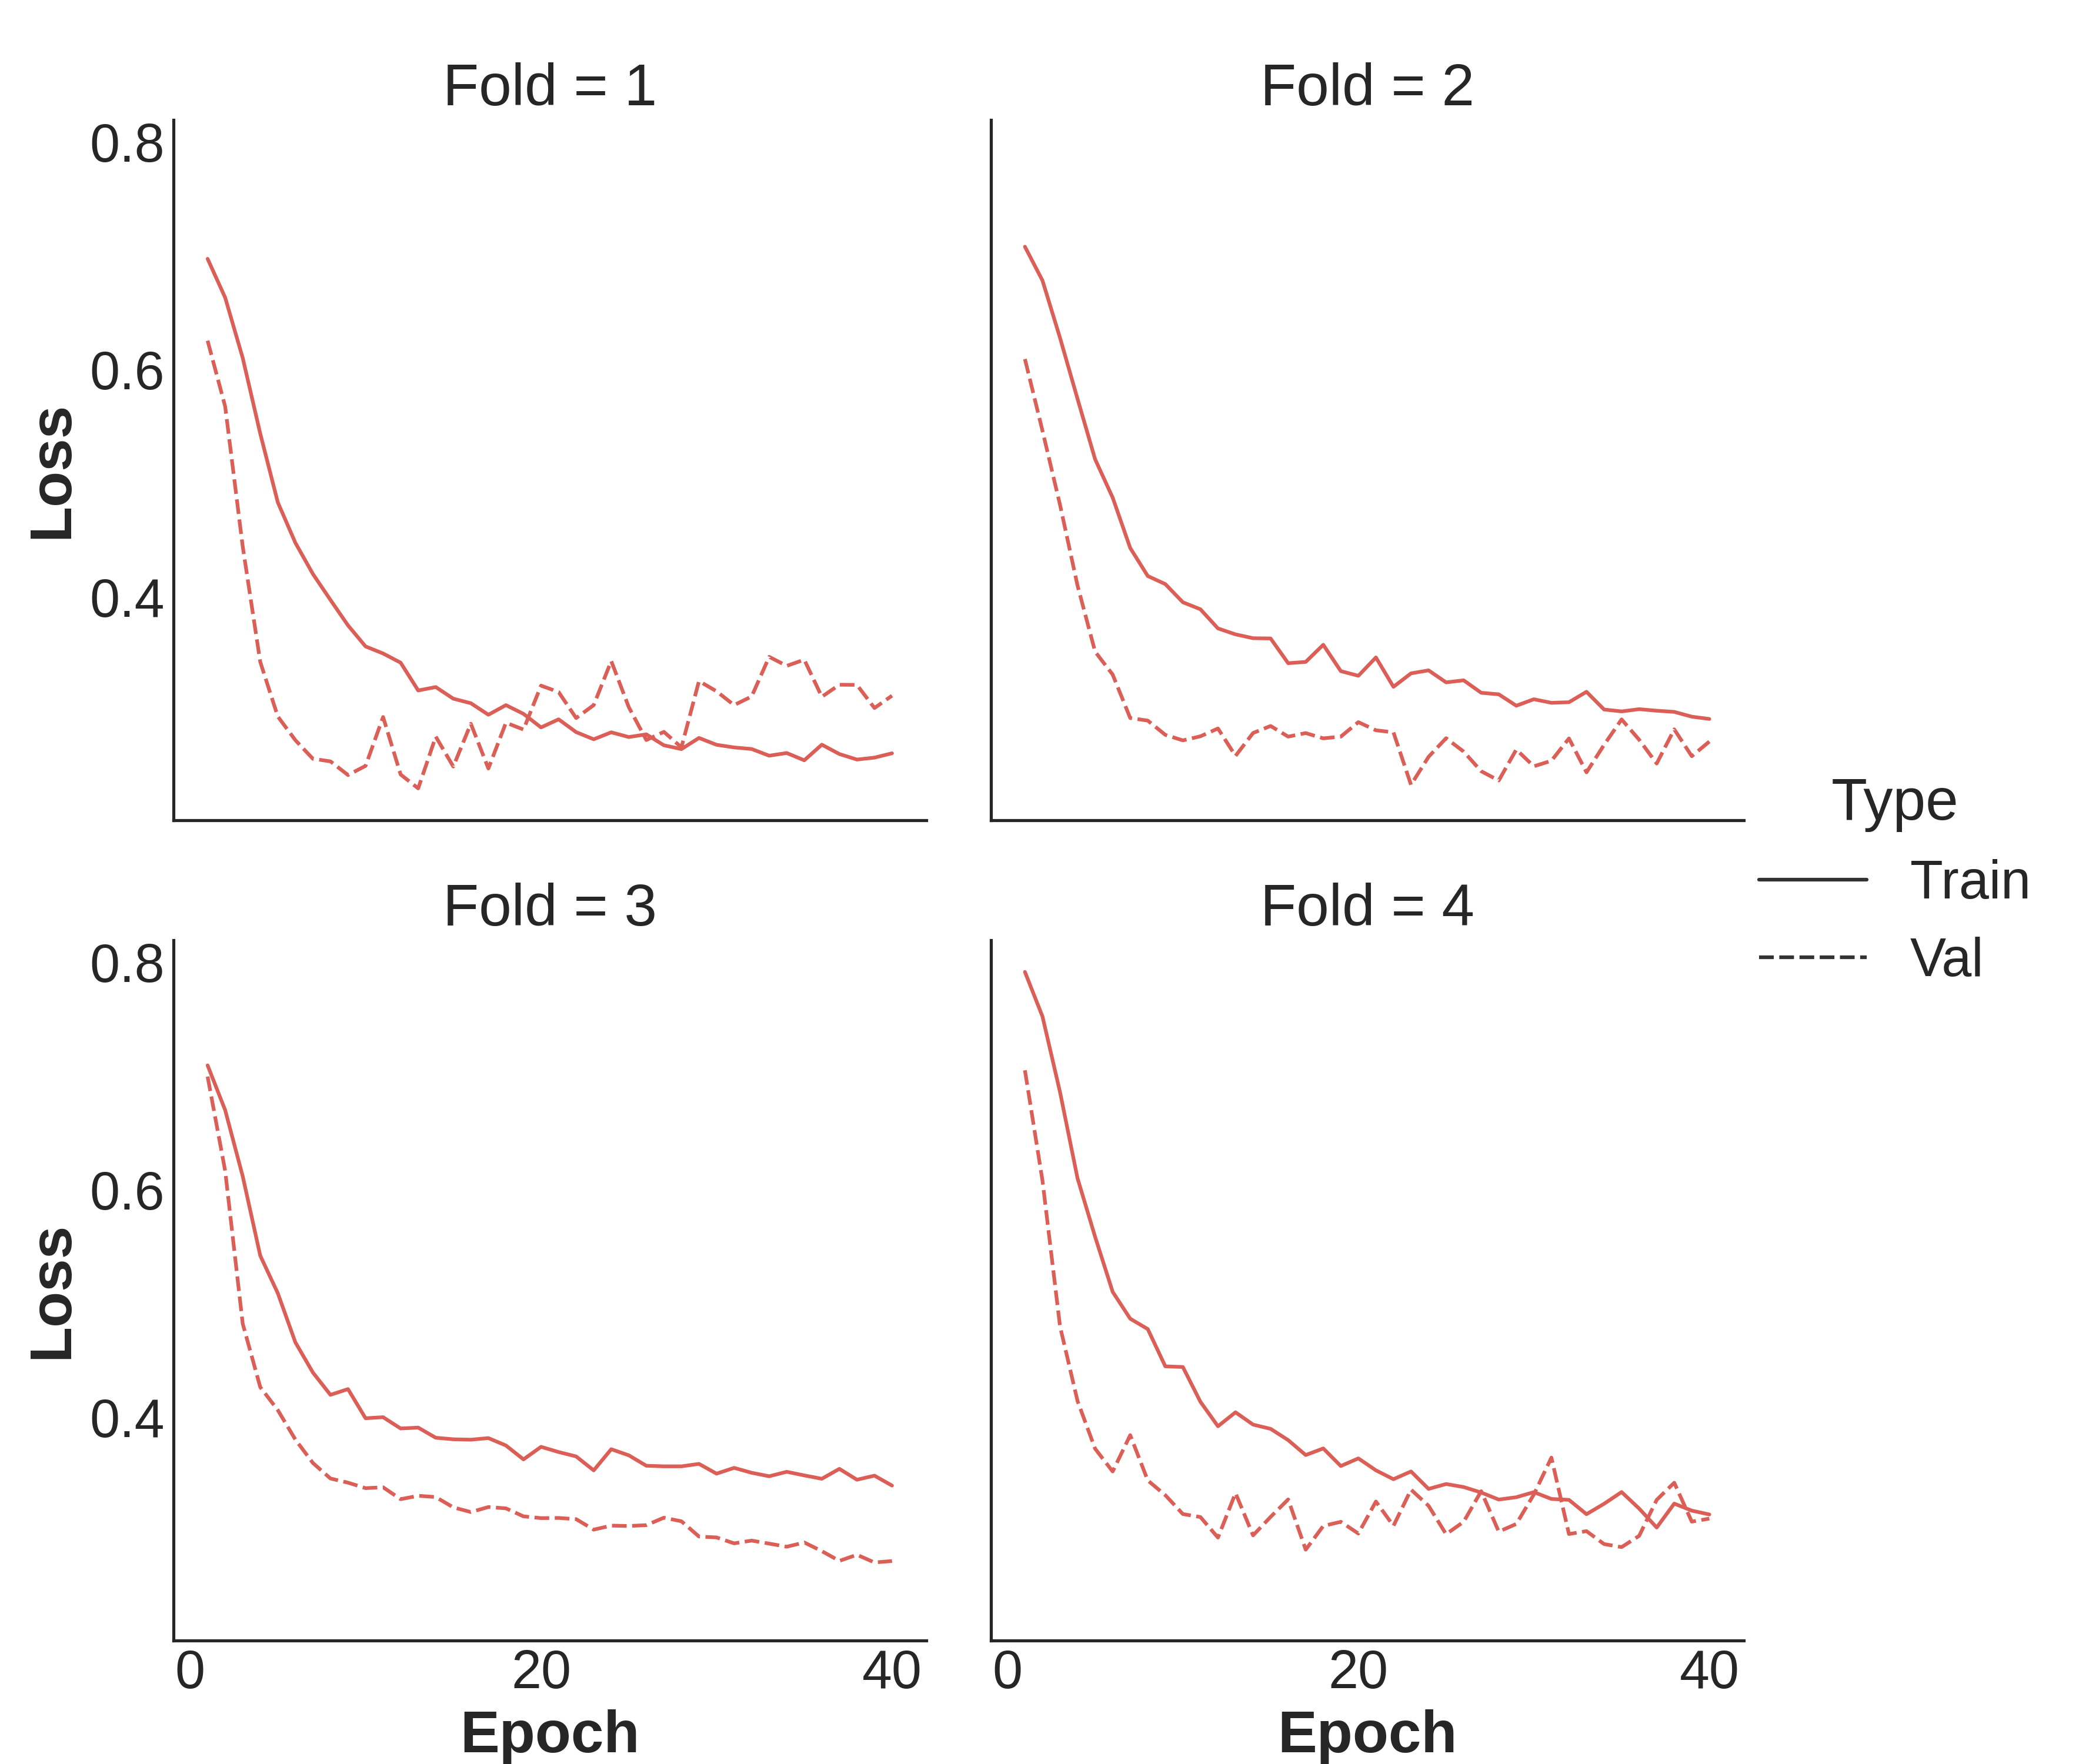 Fold = 1
Fold = 2
0.8
0.6
0.4
Loss
Type
Train
Val
Fold = 3
Fold = 4
0.8
0.6
0.4
Loss
0
20
40
0
20
40
Epoch
Epoch